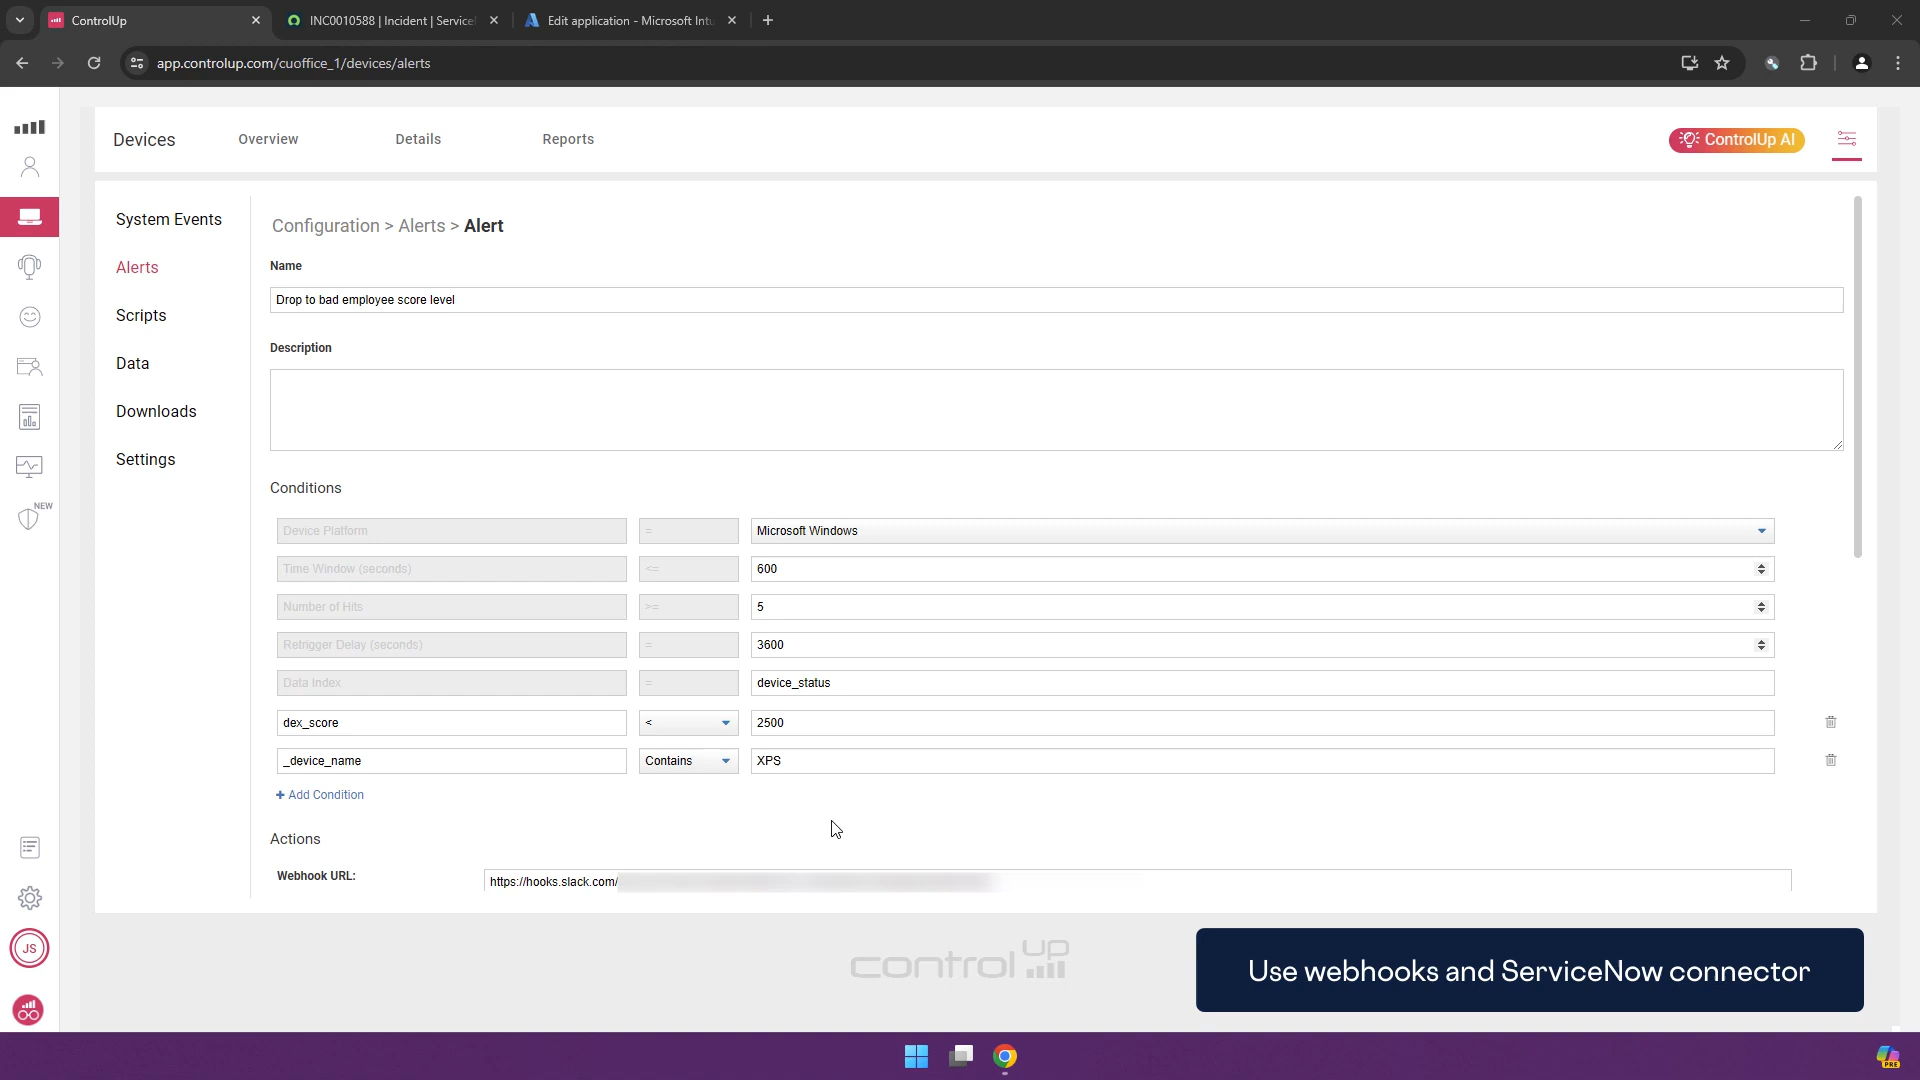 ControlUp
INC0010588 | Incident | Service
Edit application - Microsoft Intu
app.controlup.com/cuoffice_1/devices/alerts
Devices
Overview
Details
Reports
ControlUp AI
System Events
Alerts
Scripts
Data
Downloads
Settings
NEW
JS
Configuration > Alerts > Alert
Name
Drop to bad employee score level
Description
Conditions
Device Platform = Microsoft Windows
Time Window (seconds) <= 600
Number of Hits >= 5
Retrigger Delay (seconds) = 3600
Data Index = device_status
dex_score < 2500
_device_name Contains XPS
+ Add Condition
Actions
Webhook URL: https://hooks.slack.com/
control up
Use webhooks and ServiceNow connector
PRE